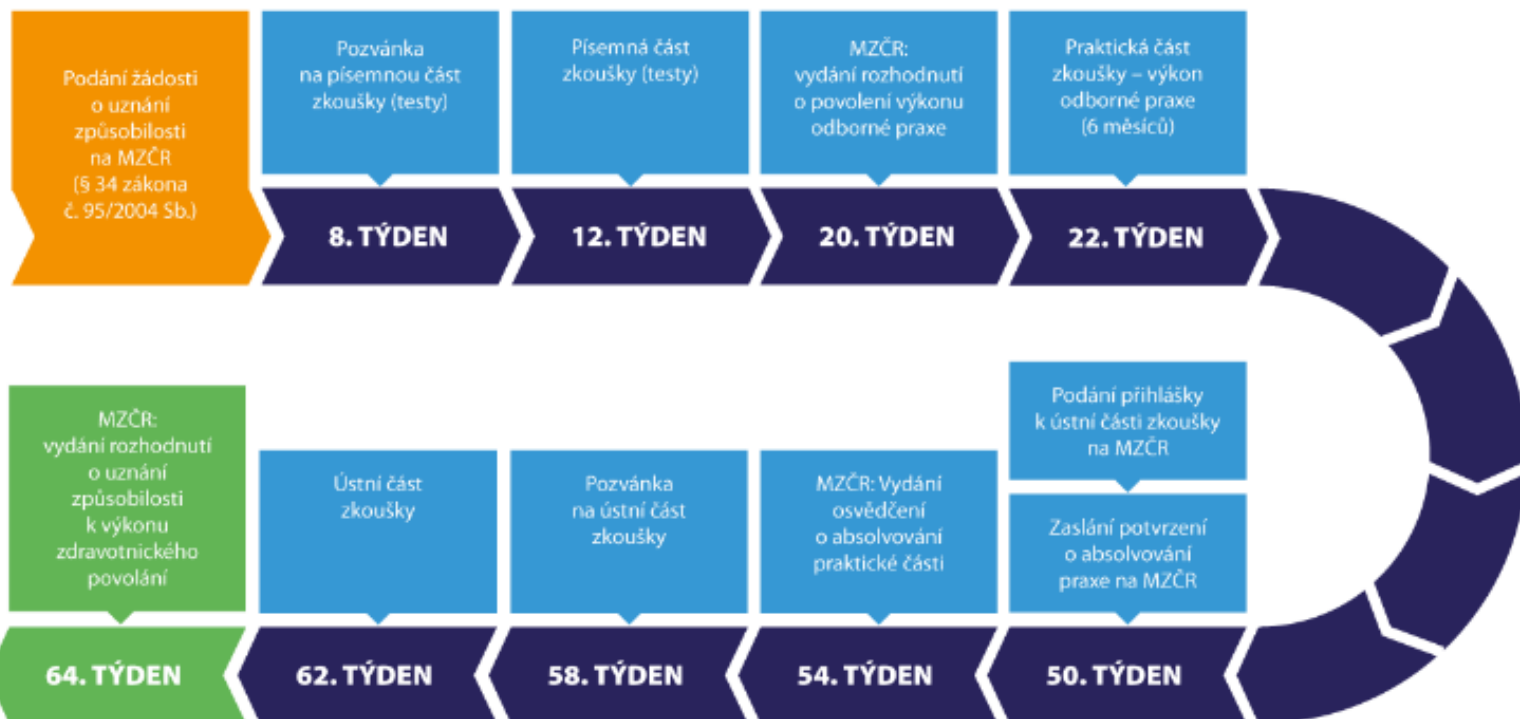 Podání žádosti
o uznání
způsobilosti
na MZČR
(§ 34 zákona
č. 95/2004 Sb.)
Pozvánka
na písemnou část
zkoušky (testy)
8. TÝDEN
Písemná část
zkoušky (testy)
12. TÝDEN
MZČR:
vydání rozhodnutí
o povolení výkonu
odborné praxe
20. TÝDEN
Praktická část
zkoušky – výkon
odborné praxe
(6 měsíců)
22. TÝDEN
Podání přihlášky
k ústní části zkoušky
na MZČR
Zaslání potvrzení
o absolvování
praxe na MZČR
50. TÝDEN
MZČR: Vydání
osvědčení
o absolvování
praktické části
54. TÝDEN
Pozvánka
na ústní část
zkoušky
58. TÝDEN
Ústní část
zkoušky
62. TÝDEN
MZČR:
vydání rozhodnutí
o uznání
způsobilosti
k výkonu
zdravotnického
povolání
64. TÝDEN